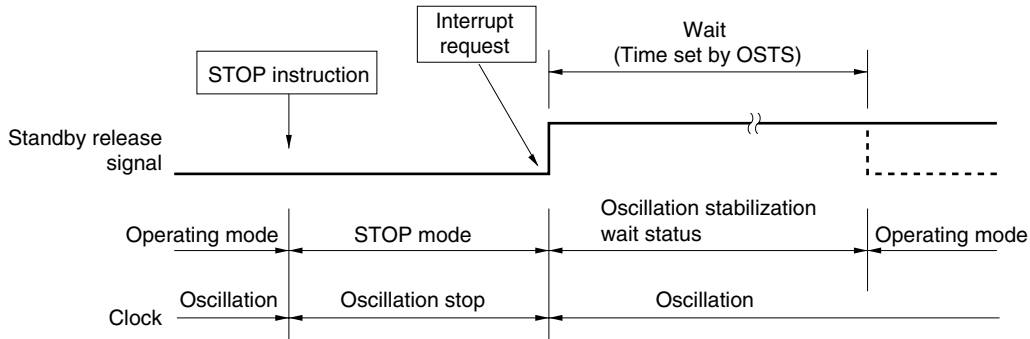 Interrupt
request
Wait
(Time set by OSTS)
STOP instruction
Standby release
signal
Operating mode
STOP mode
Oscillation stabilization
wait status
Operating mode
Clock
Oscillation
Oscillation stop
Oscillation